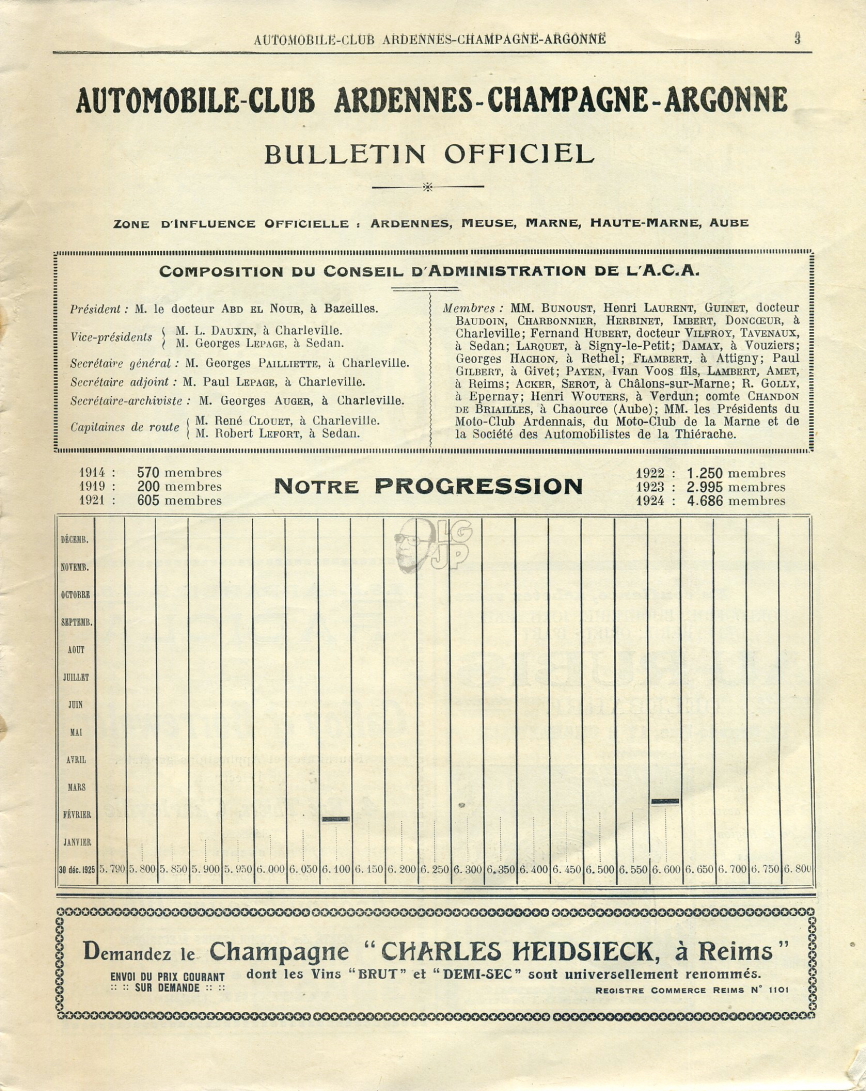 AUTOMOBILE-CLUB ARDENNES-CHAMPAGNE-ARGONNE 3
AUTOMOBILE-CLUB ARDENNES-CHAMPAGNE-ARGONNE
BULLETIN OFFICIEL
ZONE D'INFLUENCE OFFICIELLE : ARDENNES, MEUSE, MARNE, HAUTE-MARNE, AUBE
COMPOSITION DU CONSEIL D'ADMINISTRATION DE L'A.C.A.
Président : M. le docteur ABD EL NOUR, à Bazeilles.
Vice-présidents { M. L. DAUXIN, à Charleville.
M. Georges LEPAGE, à Sedan.
Secrétaire général : M. Georges PAILLIETTE, à Charleville.
Secrétaire adjoint : M. Paul LEPAGE, à Charleville.
Secrétaire-archiviste : M. Georges AUGER, à Charleville.
Capitaines de route { M. René CLOUET, à Charleville.
M. Robert LEFORT, à Sedan.
Membres : MM. BUNOUST, Henri LAURENT, GUINET, docteur
BAUDOIN, CHARBONNIER, HERBINET, IMBERT, DONCŒUR, à
Charleville; Fernand HUBERT, docteur VILFROY, TAVENAUX,
à Sedan; LARQUET, à Signy-le-Petit; DAMAY, à Vouziers;
Georges HACHON, à Rethel; FLAMBERT, à Attigny; Paul
GILBERT, à Givet; PAYEN, Ivan Voos fils, LAMBERT, AMET,
à Reims; ACKER, SEROT, à Châlons-sur-Marne; R. GOLLY,
à Epernay; Henri WOUTERS, à Verdun; comte CHANDON
DE BRIAILLES, à Chaource (Aube); MM. les Présidents du
Moto-Club Ardennais, du Moto-Club de la Marne et de
la Société des Automobilistes de la Thiérache.
1914 : 570 membres
1919 : 200 membres
1921 : 605 membres
NOTRE PROGRESSION
1922 : 1.250 membres
1923 : 2.995 membres
1924 : 4.686 membres
LG
JP
DÉCEMB.
NOVEMB.
OCTOBRE
SEPTEMB.
AOUT
JUILLET
JUIN
MAI
AVRIL
MARS
FÉVRIER
JANVIER
30 déc. 1925 5.790 5.800 5.850 5.900 5.950 6.000 6.050 6.100 6.150 6.200 6.250 6.300 6.350 6.400 6.450 6.500 6.550 6.600 6.650 6.700 6.750 6.800
Demandez le Champagne “CHARLES HEIDSIECK, à Reims”
ENVOI DU PRIX COURANT
:: :: SUR DEMANDE :: ::
dont les Vins “BRUT” et “DEMI-SEC” sont universellement renommés.
REGISTRE COMMERCE REIMS N° 1101